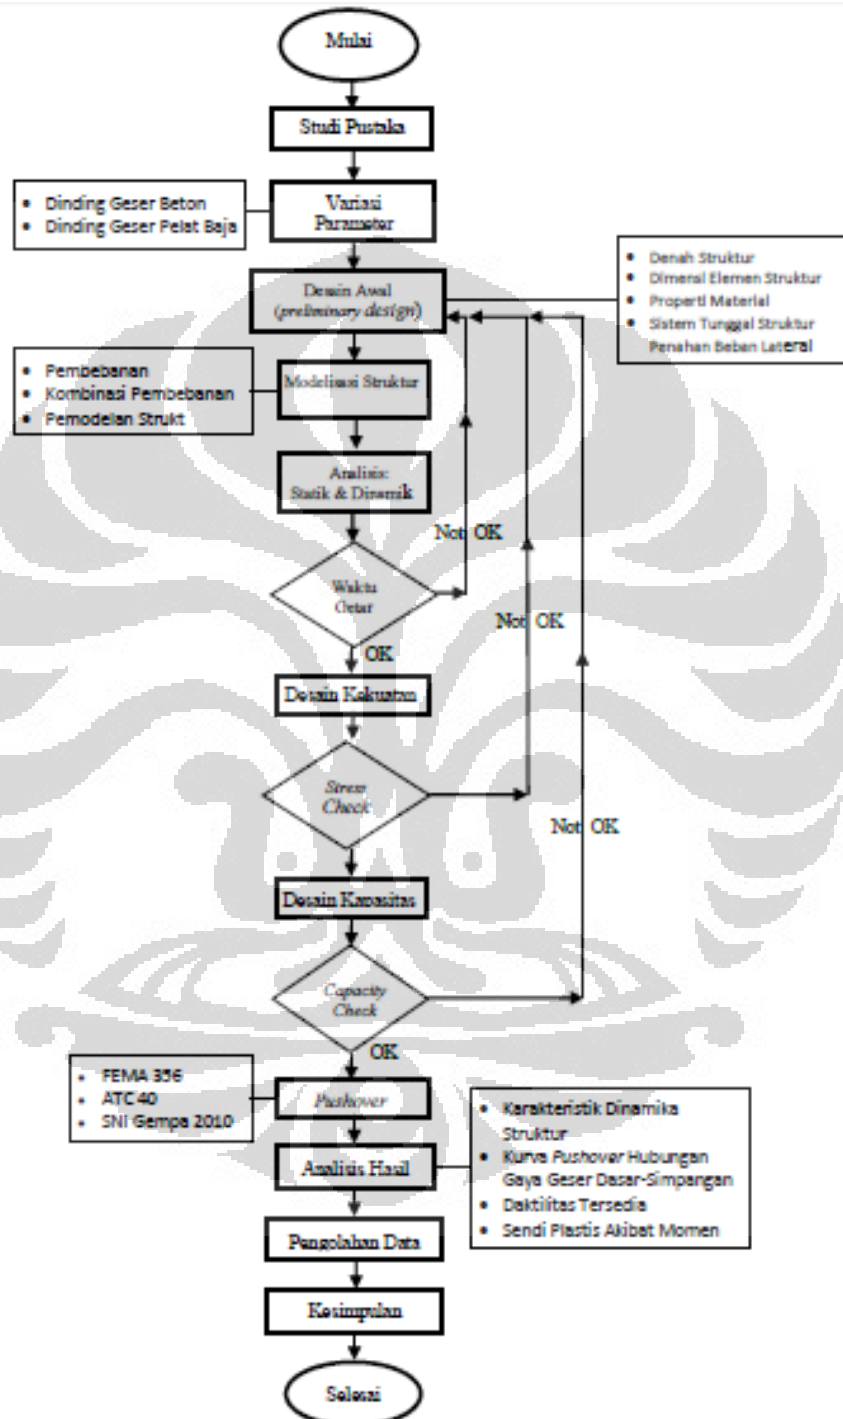 Mulai
Studi Pustaka
• Dinding Geser Beton
• Dinding Geser Pelat Baja
Variasi
Parameter
Desain Awal
(preliminary design)
• Denah Struktur
• Dimensi Elemen Struktur
• Properti Material
• Sistem Tunggal Struktur
Penahan Beban Lateral
• Pembebanan
• Kombinasi Pembebanan
• Pemodelan Strukt
Modelisasi Struktur
Analisis:
Statik & Dinamik
Not OK
Waktu
Getar
OK
Not OK
Desain Kekuatan
Stress
Check
Not OK
Desain Kapasitas
Capacity
Check
OK
• FEMA 356
• ATC 40
• SNI Gempa 2010
Pushover
Analisis Hasil
• Karakteristik Dinamika
Struktur
• Kurva Pushover Hubungan
Gaya Geser Dasar-Simpangan
• Daktilitas Tersedia
• Sendi Plastis Akibat Momen
Pengolahan Data
Kesimpulan
Selesai